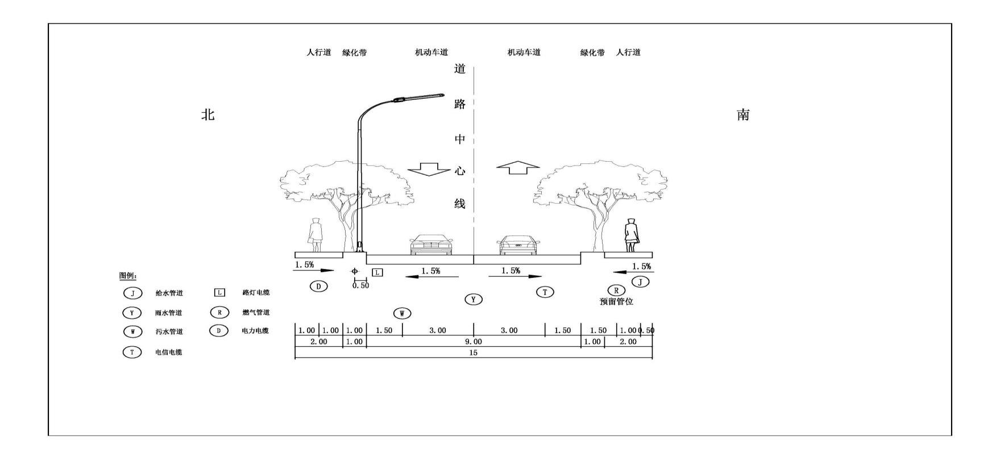 人行道 绿化带 机动车道 机动车道 绿化带 人行道
道
路
中
心
线
北
南
1.5%
1.5%
1.5%
1.5%
L
0.50
D
Y
T
R
J
预留管位
W
图例：
J 给水管道 L 路灯电缆
Y 雨水管道 R 燃气管道
W 污水管道 D 电力电缆
T 电信电缆
1.00 1.00 1.00 1.50 3.00 3.00 1.50 1.50 1.00 0.50
2.00 1.00 9.00 1.00 2.00
15